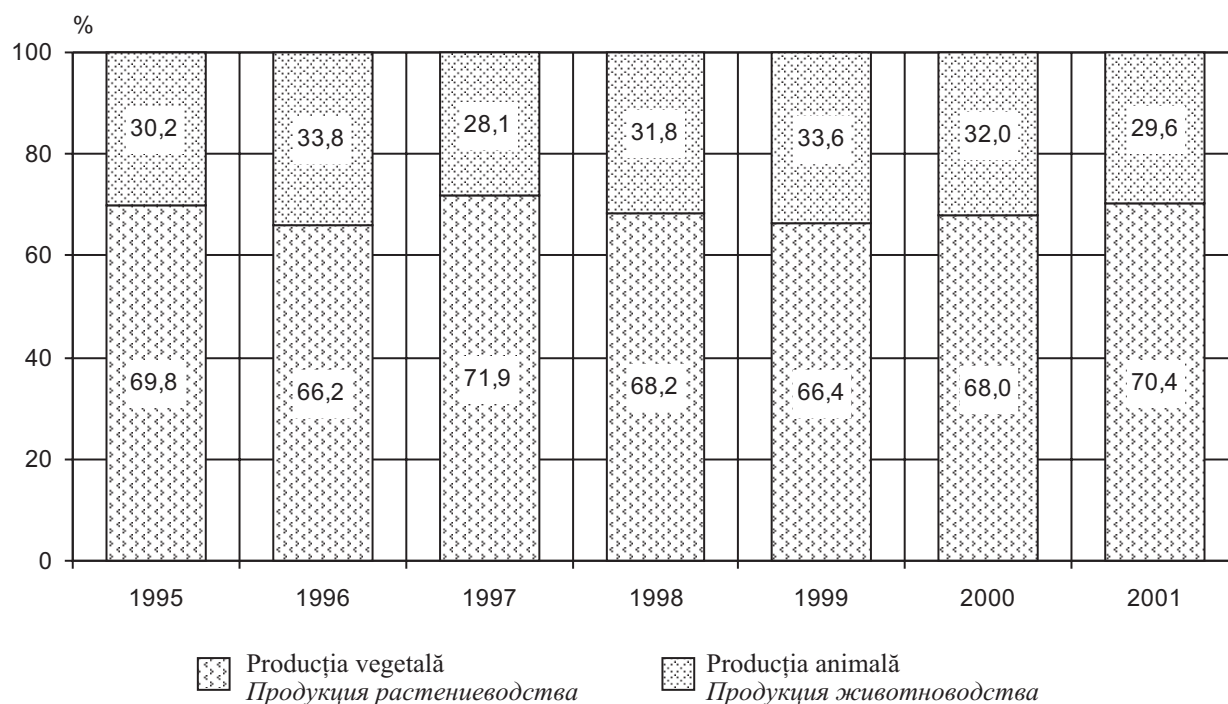 %
100
80
60
40
20
0
30,2 33,8 28,1 31,8 33,6 32,0 29,6
69,8 66,2 71,9 68,2 66,4 68,0 70,4
1995 1996 1997 1998 1999 2000 2001
Producția vegetală
Продукция растениеводства
Producția animală
Продукция животноводства